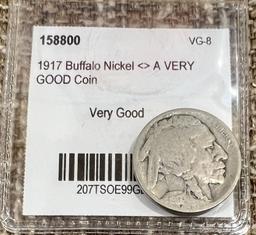 158800 VG-8
1917 Buffalo Nickel <> A VERY
GOOD Coin
Very Good